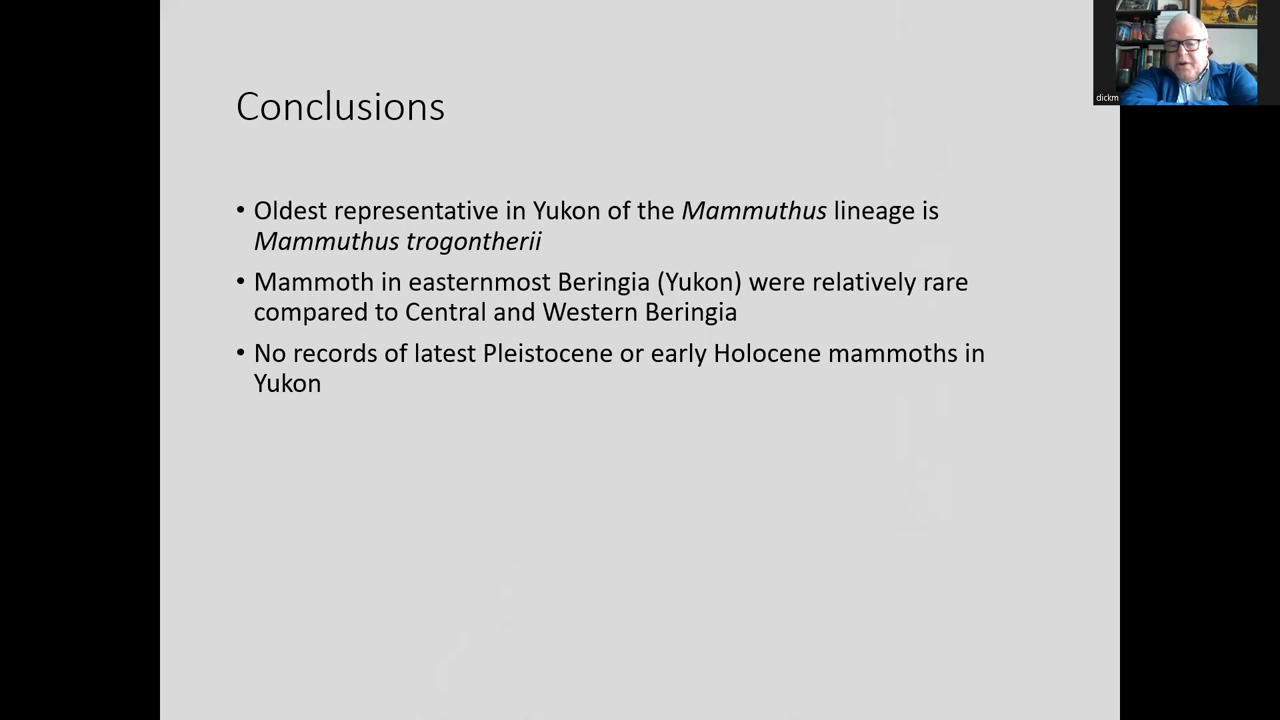 Conclusions
• Oldest representative in Yukon of the Mammuthus lineage is
Mammuthus trogontherii
• Mammoth in easternmost Beringia (Yukon) were relatively rare
compared to Central and Western Beringia
• No records of latest Pleistocene or early Holocene mammoths in
Yukon
dickm